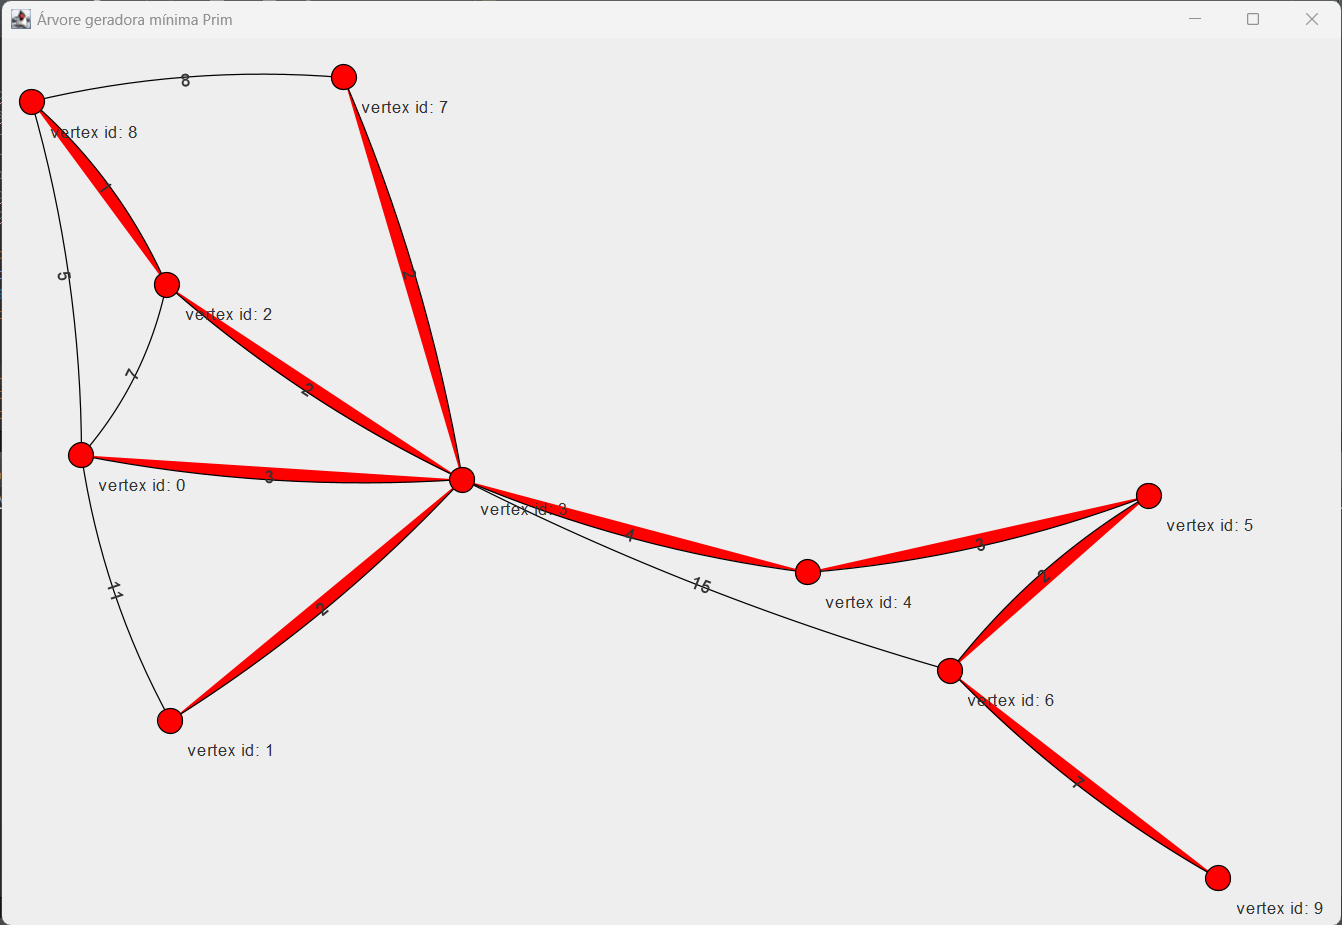 Árvore geradora mínima Prim
8
vertex id: 7
vertex id: 8
1
5
2
vertex id: 2
7
2
3
vertex id: 0
vertex id: 3
vertex id: 5
4
3
15
2
11
vertex id: 4
2
vertex id: 6
vertex id: 1
7
vertex id: 9